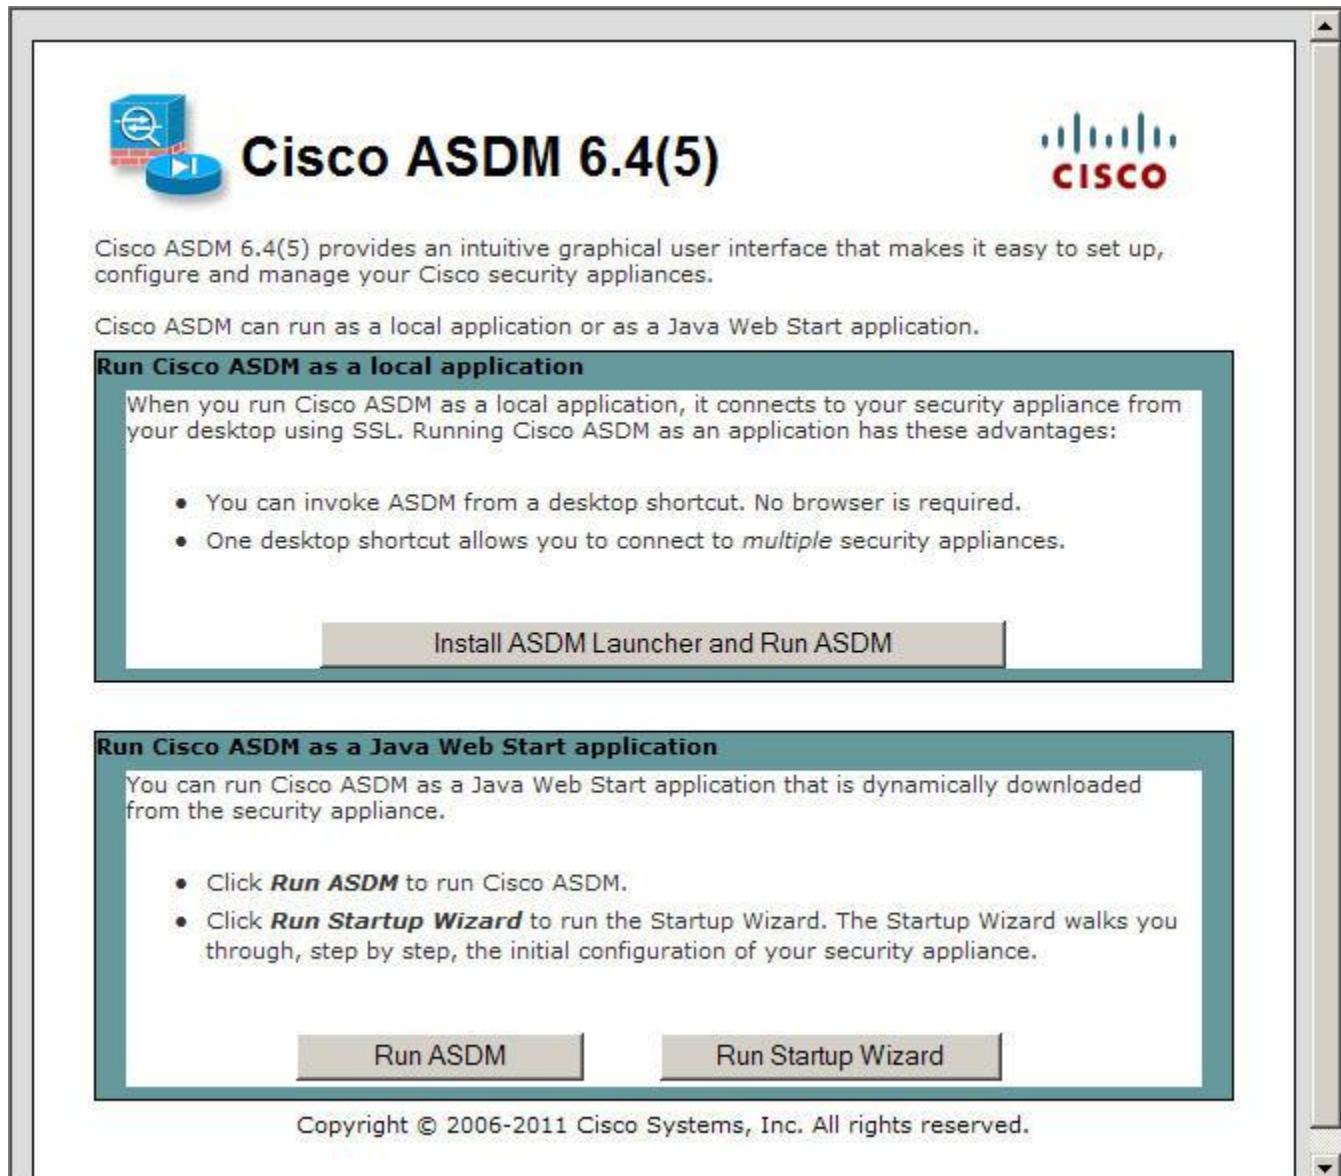 Cisco ASDM 6.4(5)
CISCO
Cisco ASDM 6.4(5) provides an intuitive graphical user interface that makes it easy to set up,
configure and manage your Cisco security appliances.
Cisco ASDM can run as a local application or as a Java Web Start application.
Run Cisco ASDM as a local application
When you run Cisco ASDM as a local application, it connects to your security appliance from
your desktop using SSL. Running Cisco ASDM as an application has these advantages:
• You can invoke ASDM from a desktop shortcut. No browser is required.
• One desktop shortcut allows you to connect to multiple security appliances.
Install ASDM Launcher and Run ASDM
Run Cisco ASDM as a Java Web Start application
You can run Cisco ASDM as a Java Web Start application that is dynamically downloaded
from the security appliance.
• Click Run ASDM to run Cisco ASDM.
• Click Run Startup Wizard to run the Startup Wizard. The Startup Wizard walks you
through, step by step, the initial configuration of your security appliance.
Run ASDM
Run Startup Wizard
Copyright © 2006-2011 Cisco Systems, Inc. All rights reserved.